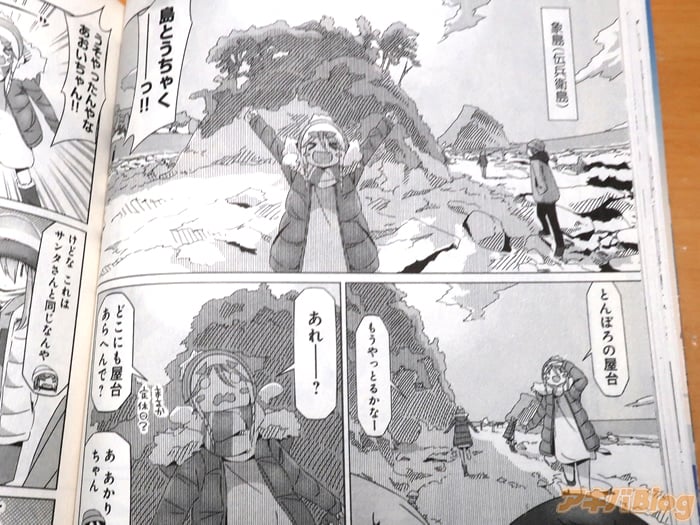 象島(伝兵衛島)
島とうちゃく
ーっ!!
とんぼろの屋台
もうやっとるかなー
あれーー?
どこにも屋台
あらへんで?
まさか
定休日?
あ あかり
ちゃん
うそやったんやな
あおいちゃん!!
けどな これは
サンタさんと同じなんや
アキバBlog